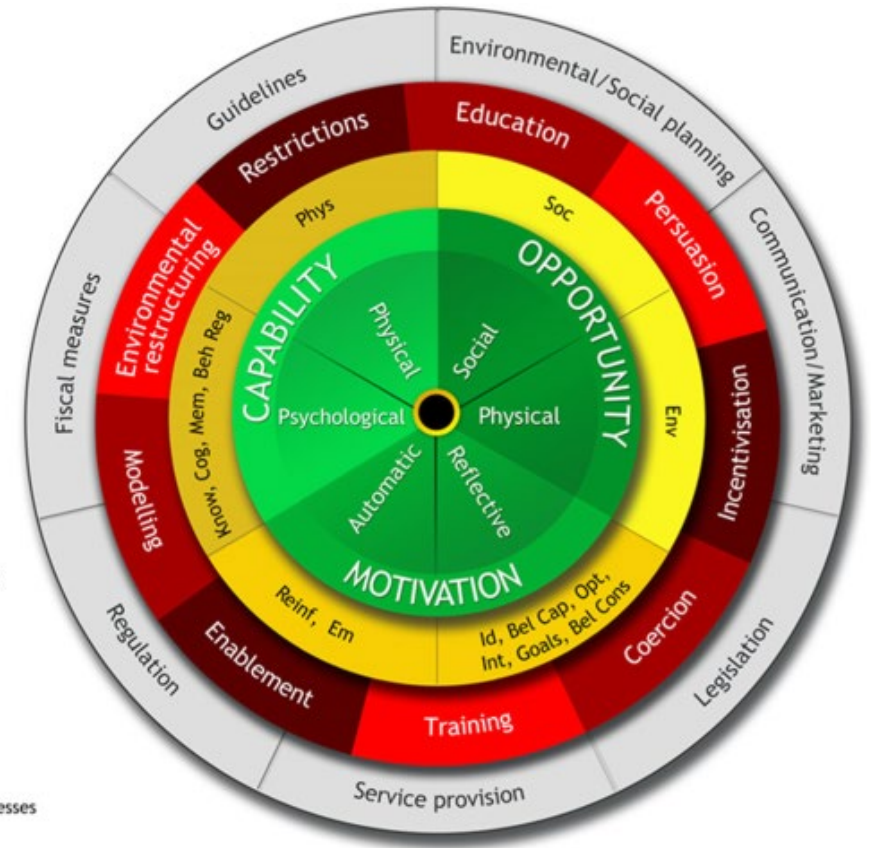 Guidelines
Environmental/Social planning
Communication/Marketing
Legislation
Service provision
Regulation
Fiscal measures
Restrictions
Education
Persuasion
Incentivisation
Coercion
Training
Enablement
Modelling
Environmental
restructuring
Phys
Soc
Env
Id, Bel Cap, Opt,
Int, Goals, Bel Cons
Reinf, Em
Know, Cog, Mem, Beh Reg
CAPABILITY
OPPORTUNITY
MOTIVATION
Physical
Social
Physical
Reflective
Automatic
Psychological
esses